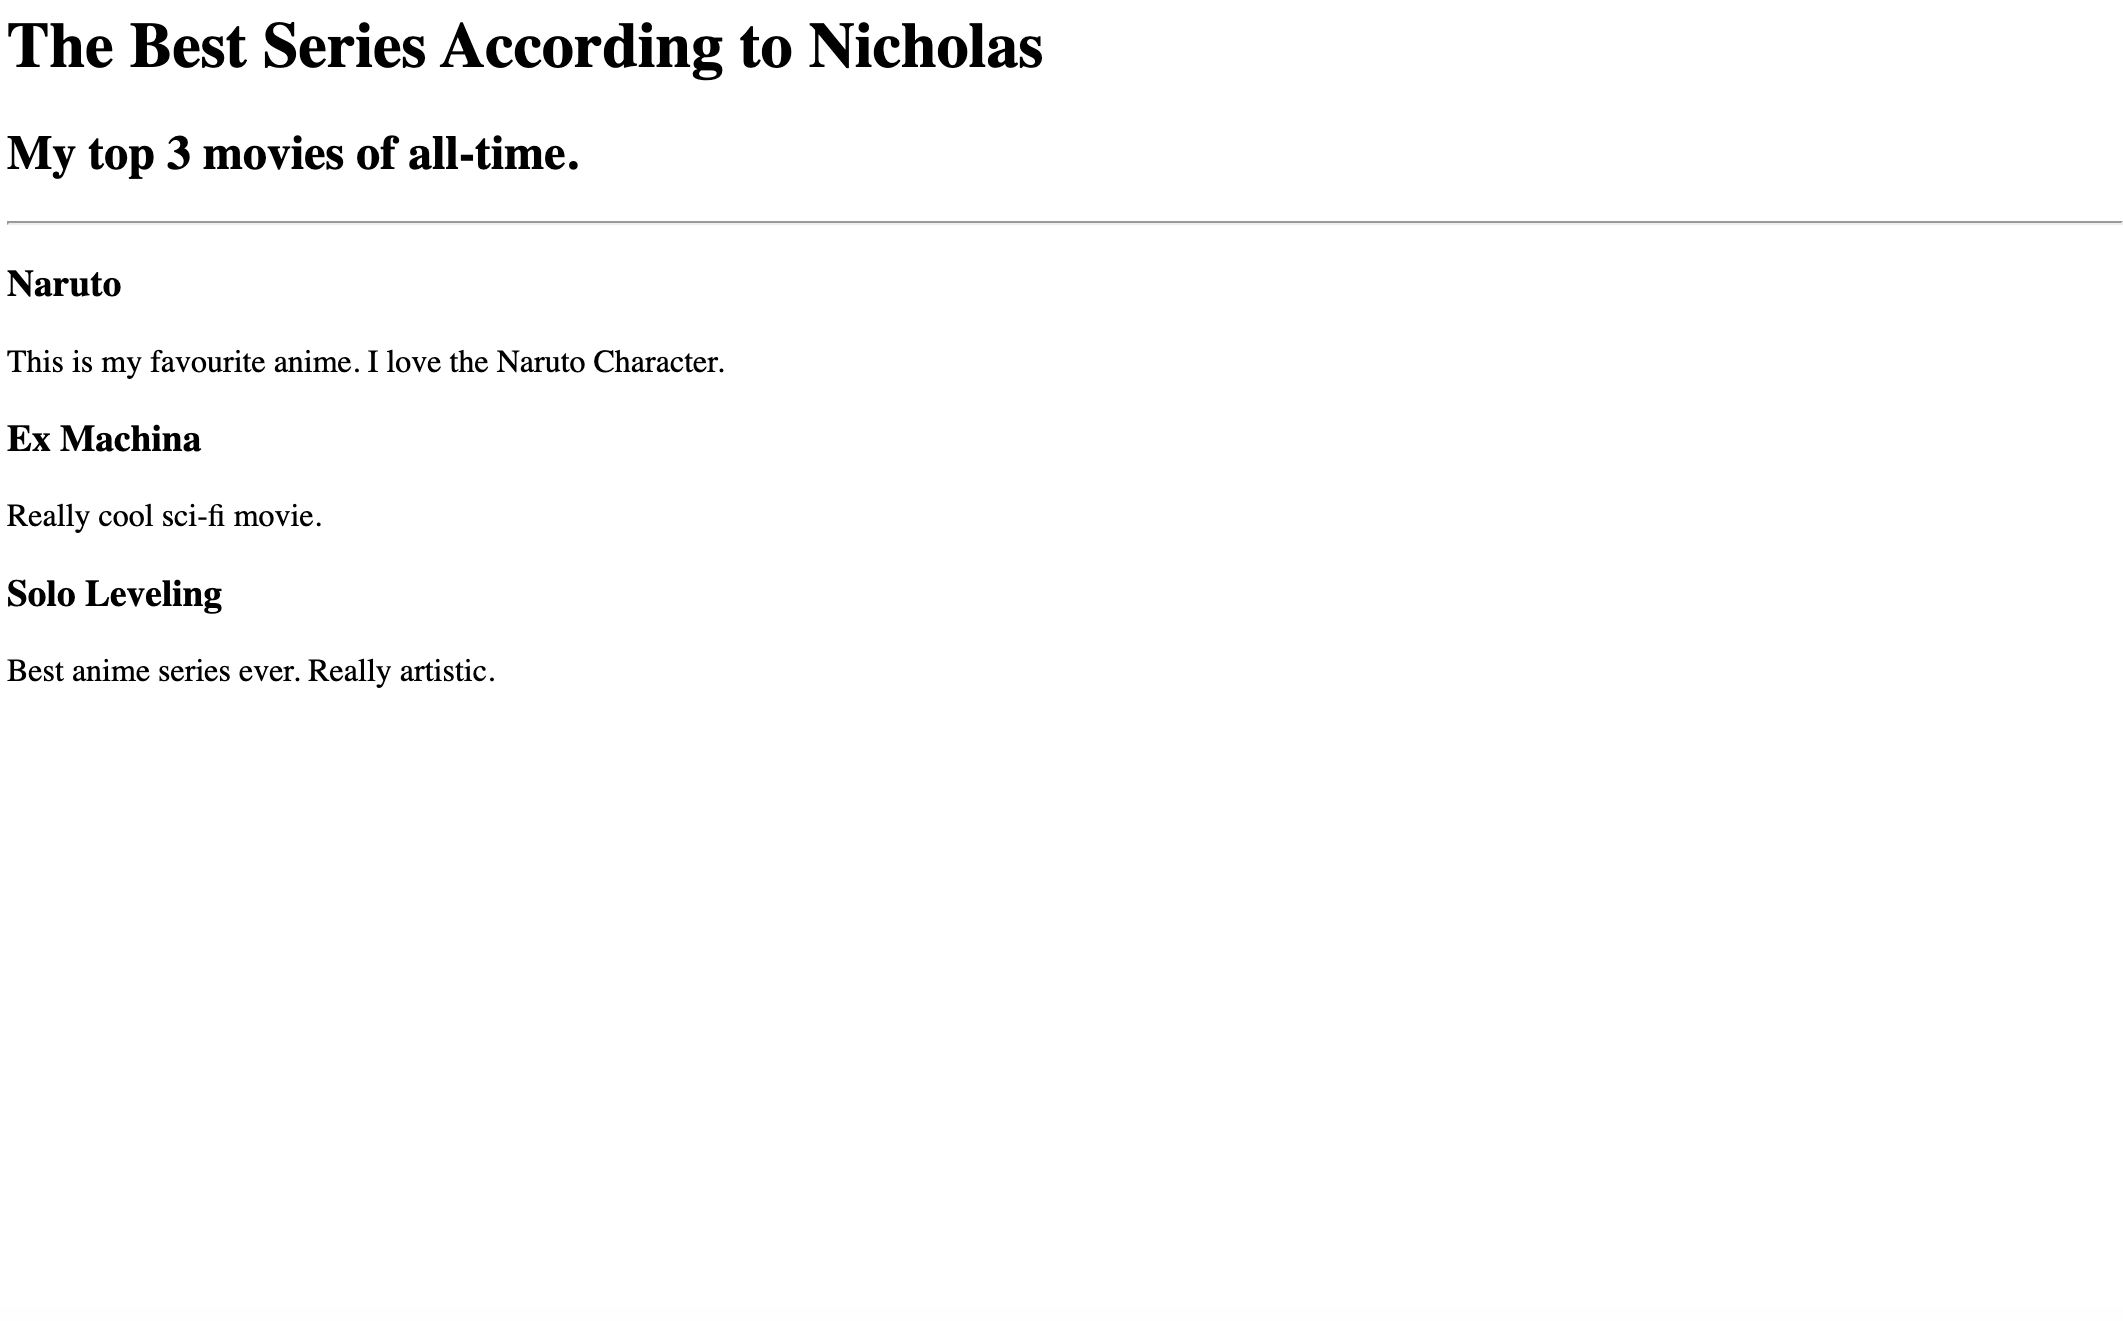 The Best Series According to Nicholas
My top 3 movies of all-time.
Naruto
This is my favourite anime. I love the Naruto Character.
Ex Machina
Really cool sci-fi movie.
Solo Leveling
Best anime series ever. Really artistic.